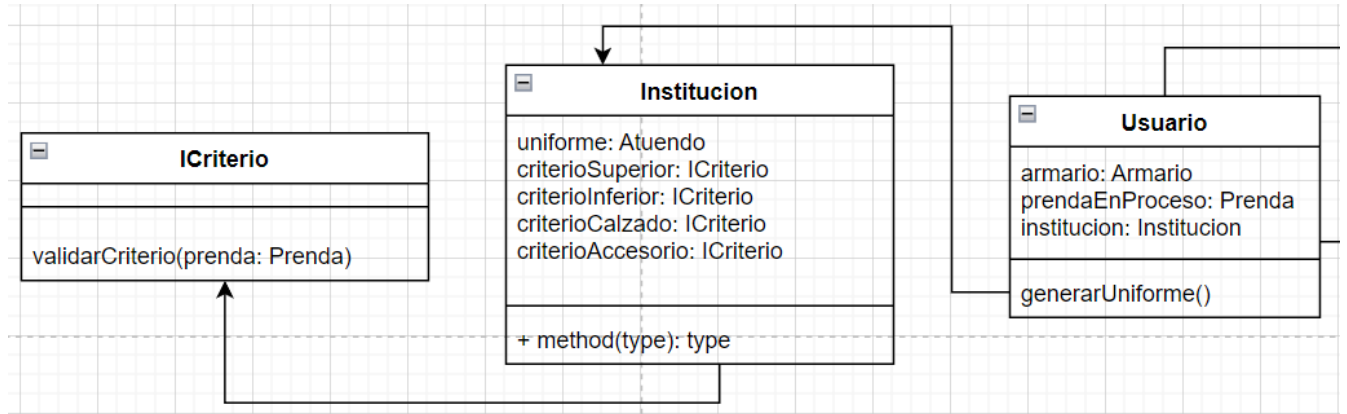 ICriterio
validarCriterio(prenda: Prenda)
Institucion
uniforme: Atuendo
criterioSuperior: ICriterio
criterioInferior: ICriterio
criterioCalzado: ICriterio
criterioAccesorio: ICriterio
+ method(type): type
Usuario
armario: Armario
prendaEnProceso: Prenda
institucion: Institucion
generarUniforme()